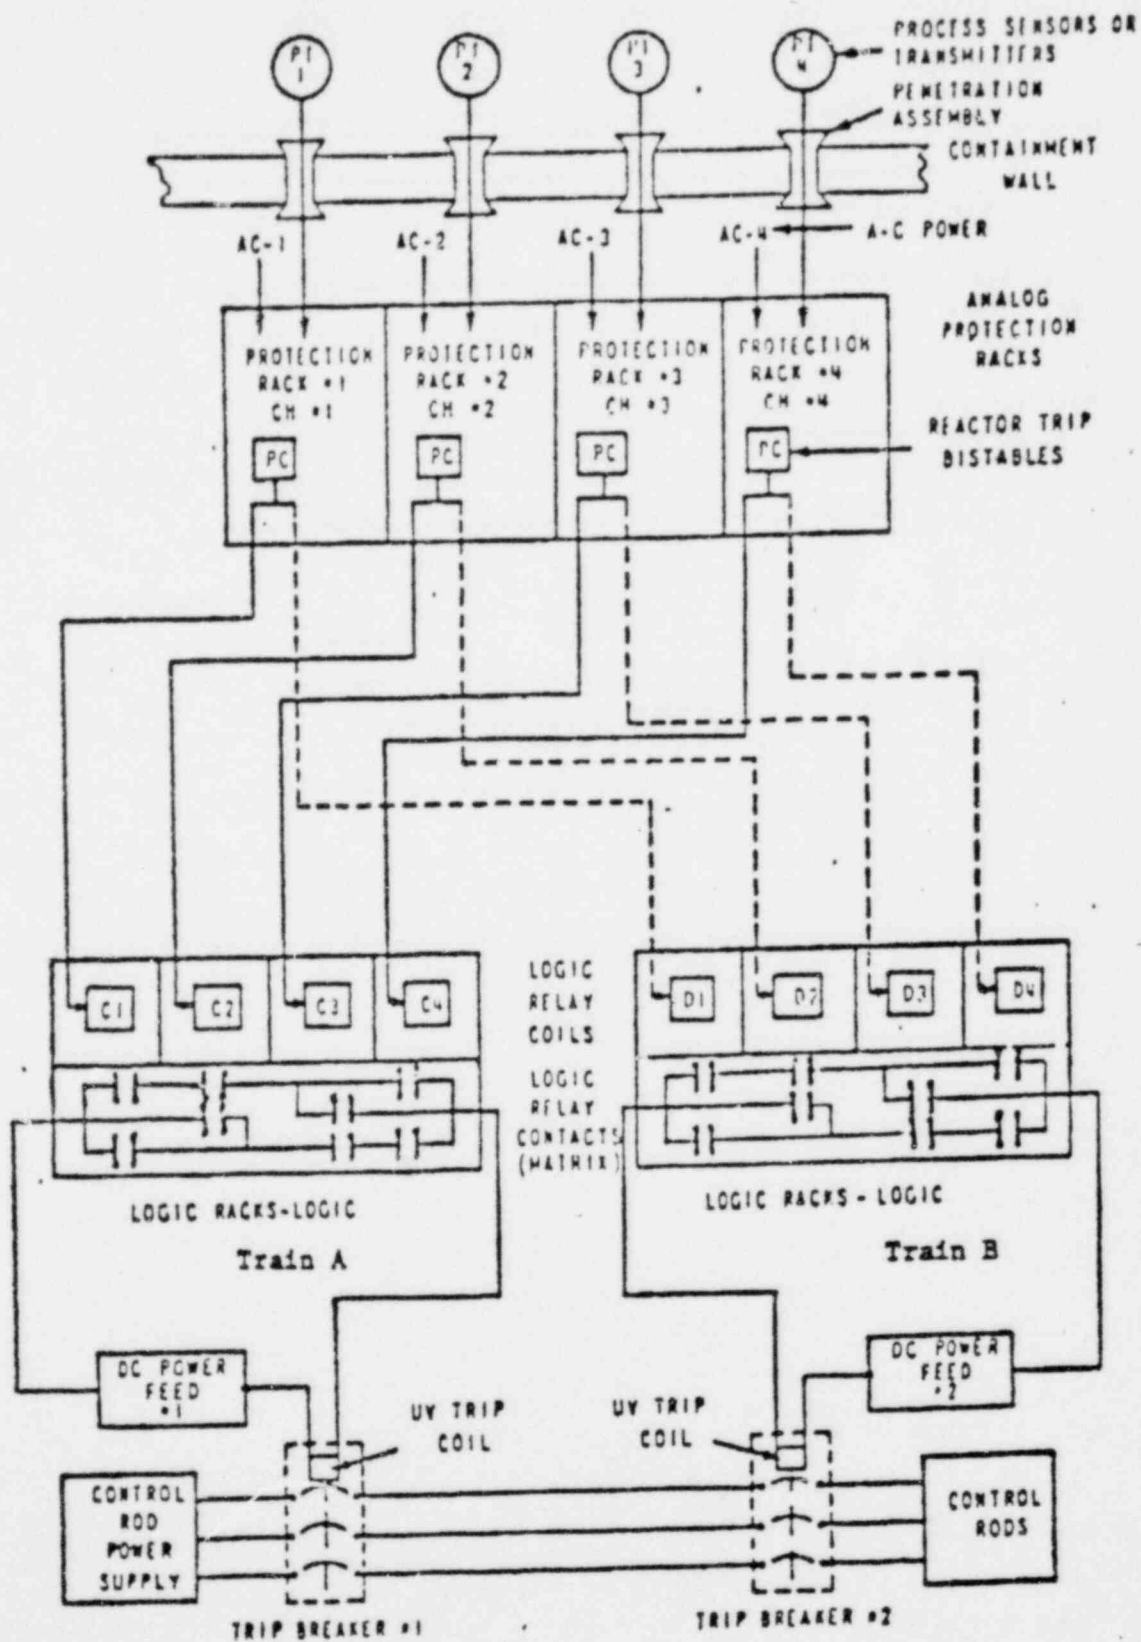 PROCESS SENSORS OR
TRANSMITTERS
PT
1
PT
2
3
PT
4
PENETRATION
ASSEMBLY
CONTAINMENT
WALL
AC-1
AC-2
AC-3
AC-4
A-C POWER
ANALOG
PROTECTION
RACKS
PROTECTION
RACK #1
CH #1
PROTECTION
RACK #2
CH #2
PROTECTION
RACK #3
CH #3
PROTECTION
RACK #4
CH #4
PC
PC
PC
PC
REACTOR TRIP
BISTABLES
C1
C2
C3
C4
LOGIC
RELAY
COILS
D1
D2
D3
D4
LOGIC
RELAY
CONTACTS
(MATRIX)
LOGIC RACKS-LOGIC
Train A
LOGIC RACKS-LOGIC
Train B
DC POWER
FEED
#1
DC POWER
FEED
#2
UV TRIP
COIL
UV TRIP
COIL
CONTROL
ROD
POWER
SUPPLY
CONTROL
RODS
TRIP BREAKER #1
TRIP BREAKER #2